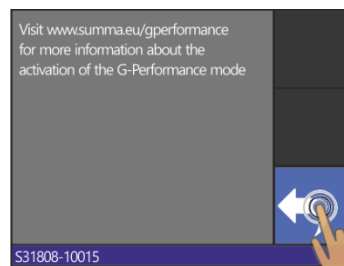 Visit www.summa.eu/gperformance
for more information about the
activation of the G-Performance mode
S31808-10015